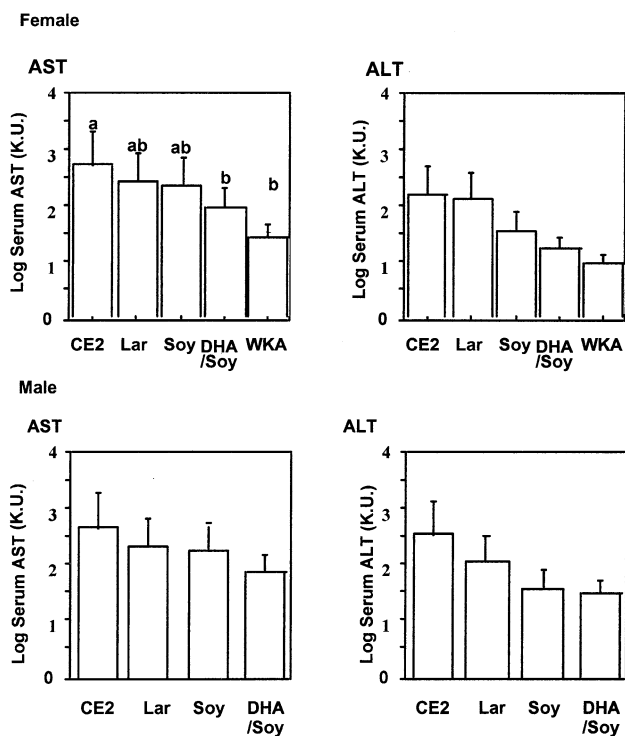 Female
AST
Log Serum AST (K.U.)
4
3
2
1
0
a
ab
ab
b
b
CE2 Lar Soy DHA WKA
/Soy
ALT
Log Serum ALT (K.U.)
4
3
2
1
0
CE2 Lar Soy DHA WKA
/Soy
Male
AST
Log Serum AST (K.U.)
4
3
2
1
0
CE2 Lar Soy DHA
/Soy
ALT
Log Serum ALT (K.U.)
4
3
2
1
0
CE2 Lar Soy DHA
/Soy